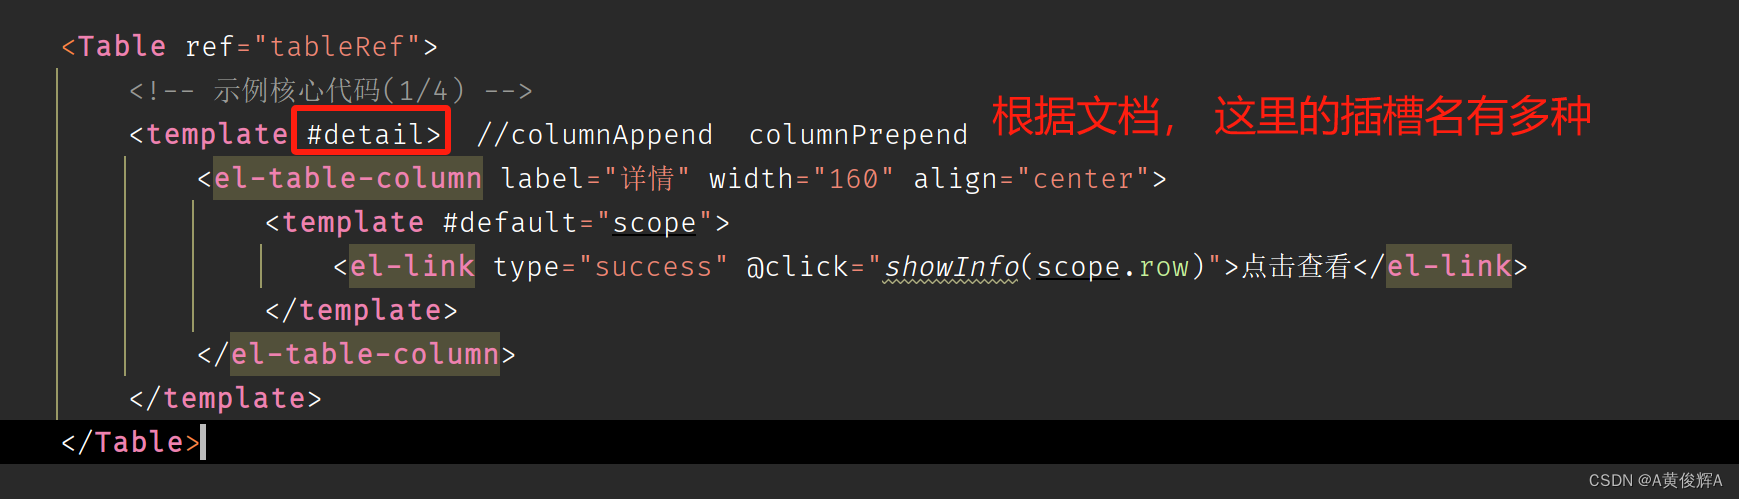 <Table ref="tableRef">
<!-- 示例核心代码(1/4) -->
<template #detail> //columnAppend columnPrepend 根据文档， 这里的插槽名有多种
<el-table-column label="详情" width="160" align="center">
<template #default="scope">
<el-link type="success" @click="showInfo(scope.row)">点击查看</el-link>
</template>
</el-table-column>
</template>
</Table>
CSDN @A黄俊辉A